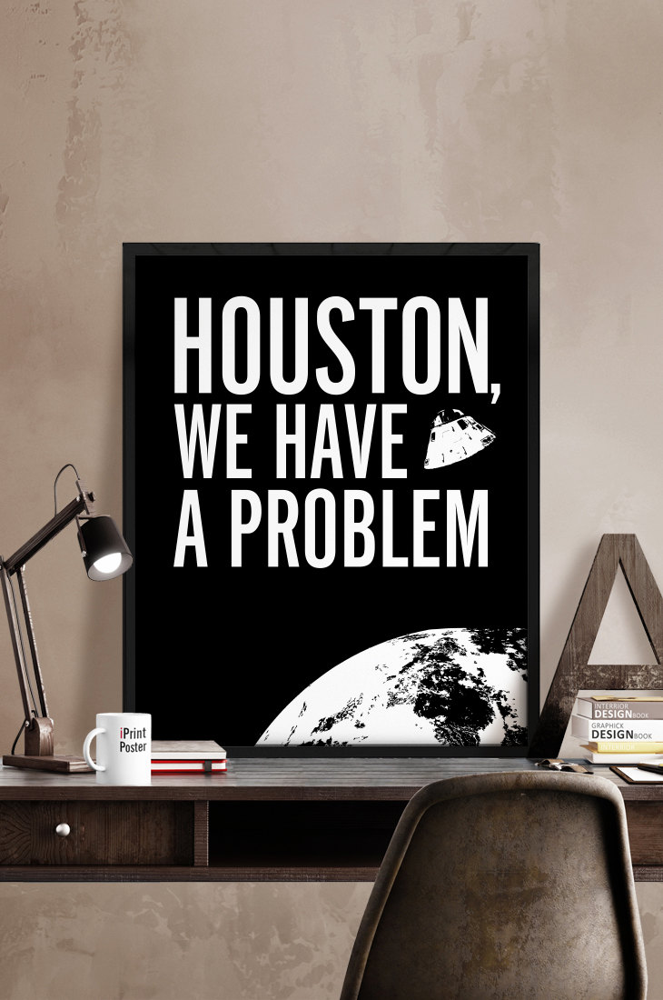 HOUSTON,
WE HAVE
A PROBLEM
iPrint
Poster
INTERIOR
DESIGNBOOK
GRAPHICK
DESIGNBOOK
INTERIOR
A